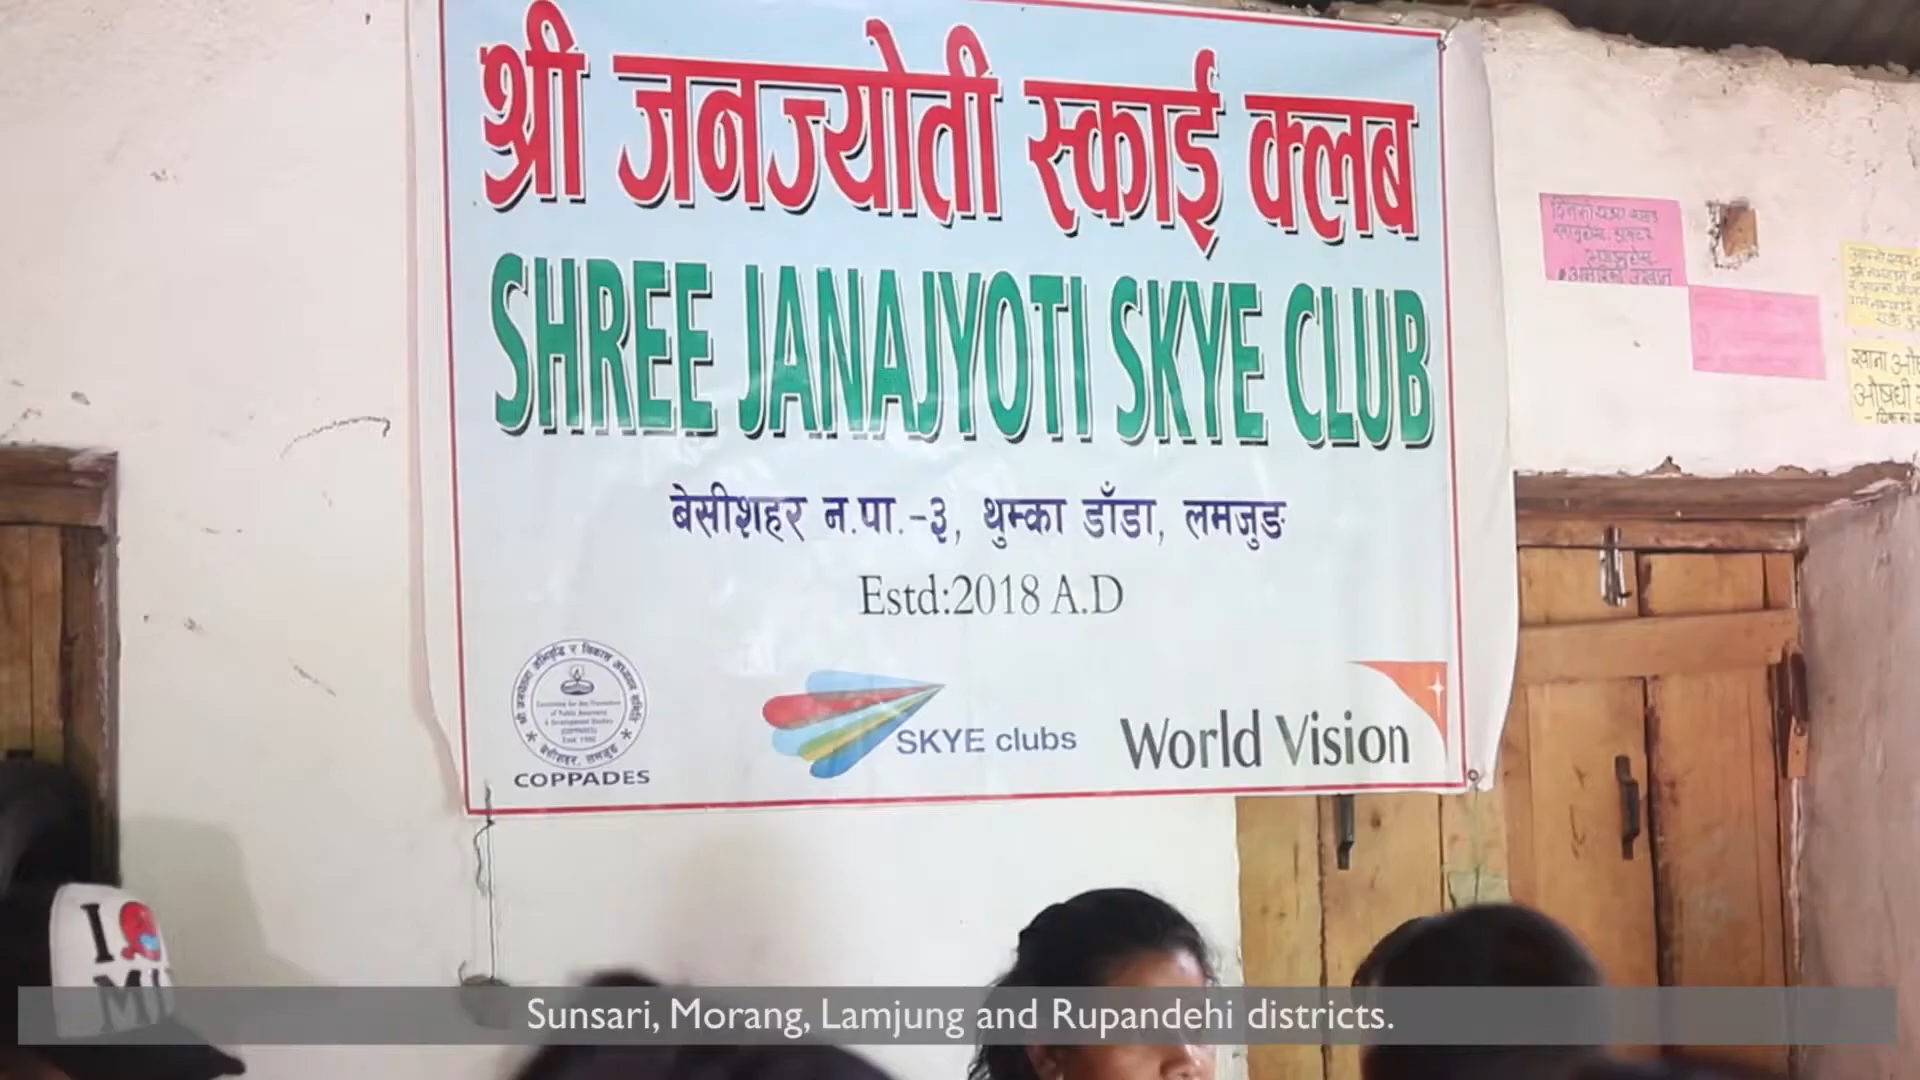 श्री जनज्योती स्काई क्लब
SHREE JANAJYOTI SKYE CLUB
बेसीशहर न.पा.-३, थुम्का डाँडा, लमजुङ
Estd:2018 A.D
COPPADES
SKYE clubs
World Vision
खाना
I
Sunsari, Morang, Lamjung and Rupandehi districts.